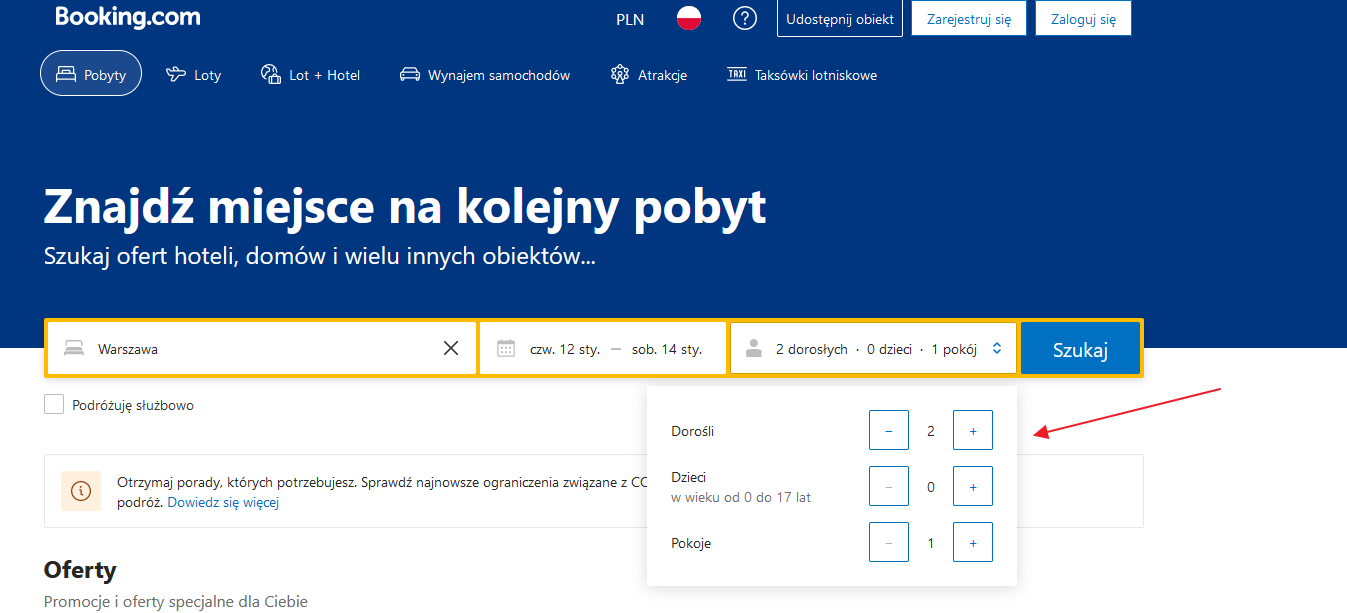 Booking.com
PLN
?
Udostępnij obiekt
Zarejestruj się
Zaloguj się
Pobyty
Loty
Lot + Hotel
Wynajem samochodów
Atrakcje
TAXI Taksówki lotniskowe
Znajdź miejsce na kolejny pobyt
Szukaj ofert hoteli, domów i wielu innych obiektów...
Warszawa
czw. 12 sty. — sob. 14 sty.
2 dorosłych · 0 dzieci · 1 pokój
Szukaj
Podróżuję służbowo
Dorośli
− 2 +
Dzieci
w wieku od 0 do 17 lat
− 0 +
Pokoje
− 1 +
Otrzymaj porady, których potrzebujesz. Sprawdź najnowsze ograniczenia związane z
podróż. Dowiedz się więcej
Oferty
Promocje i oferty specjalne dla Ciebie